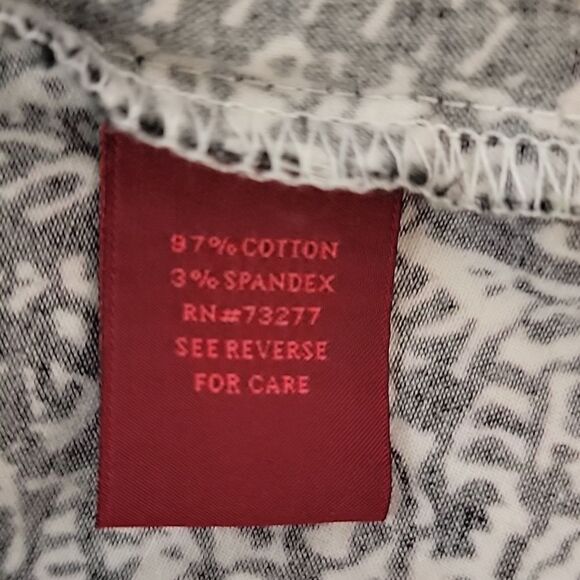 97% COTTON
3% SPANDEX
RN#73277
SEE REVERSE
FOR CARE